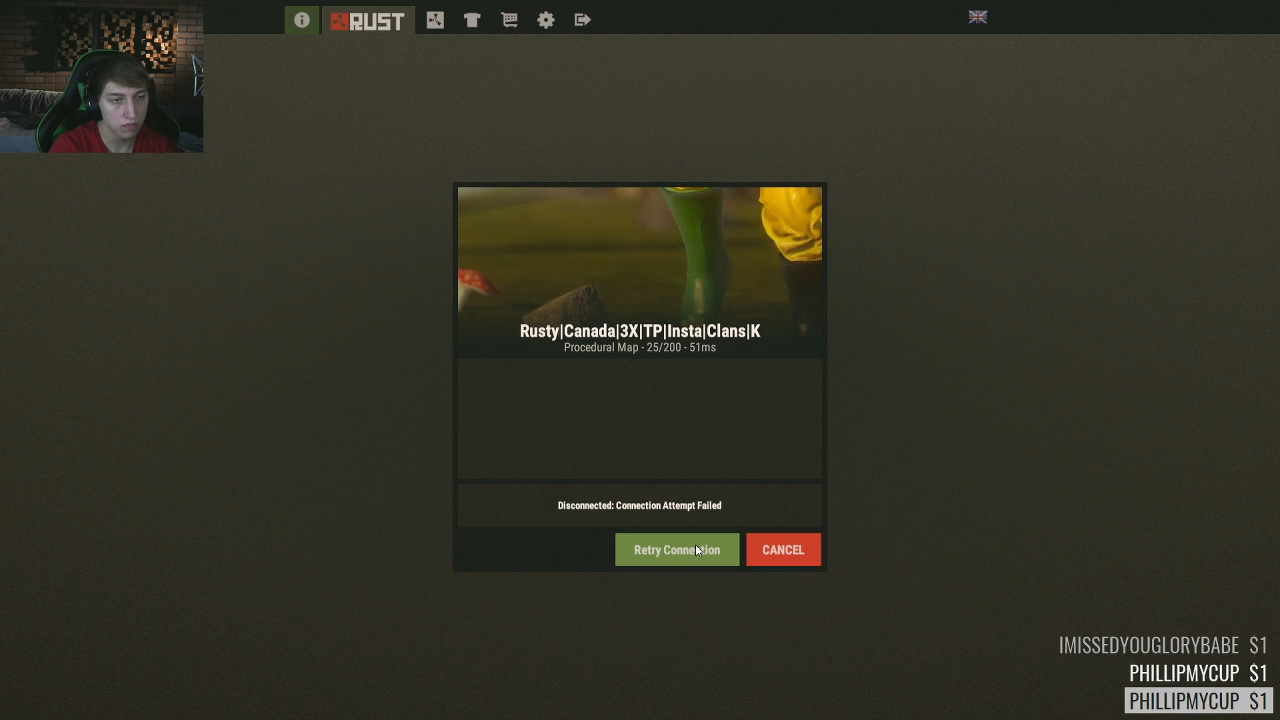 RUST
Rusty|Canada|3X|TP|Insta|Clans|K
Procedural Map - 25/200 - 51ms
Disconnected: Connection Attempt Failed
Retry Connection
CANCEL
IMISSEDYOUGLORYBABE $1
PHILLIPMYCUP $1
PHILLIPMYCUP $1